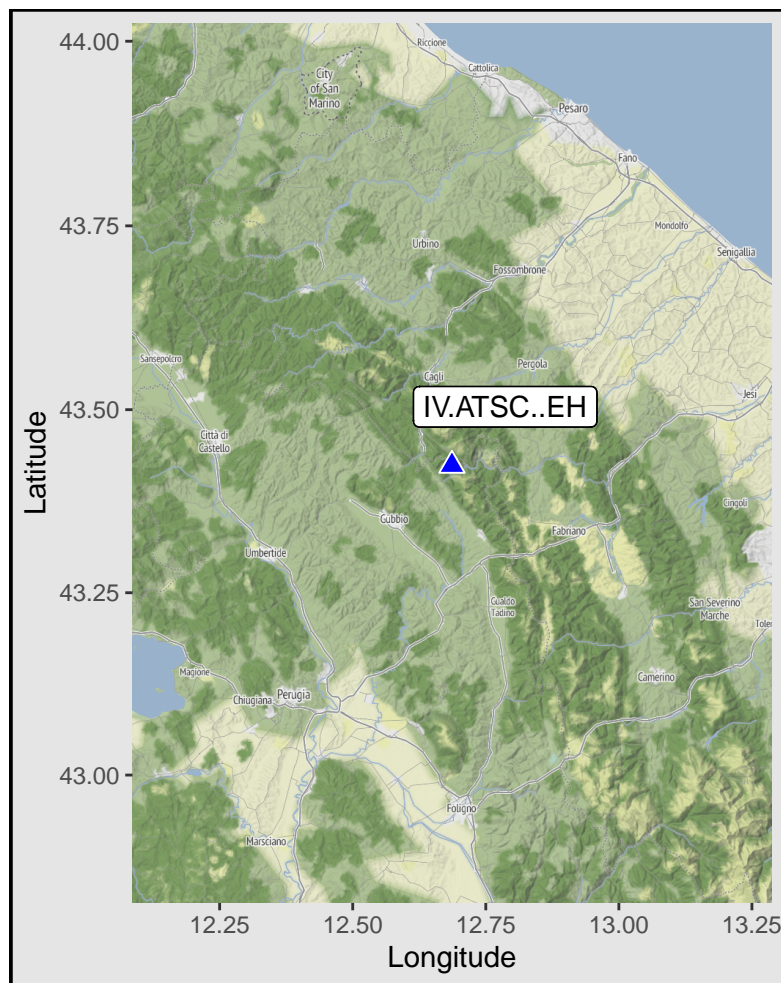 44.00
43.75
43.50
43.25
43.00
Latitude
Riccione
Cattolica
City
of San
Marino
Pesaro
Fano
Mondolfo
Urbino
Senigallia
Fossombrone
Sansepolcro
Pergola
Cagli
Jesi
IV.ATSC..EH
Città di
Castello
Cingoli
Gubbio
Fabriano
Umbertide
Gualdo
Tadino
San Severino
Marche
Toler
Magione
Camerino
Chiugiana
Perugia
Foligno
Marsciano
12.25
12.50
12.75
13.00
13.25
Longitude